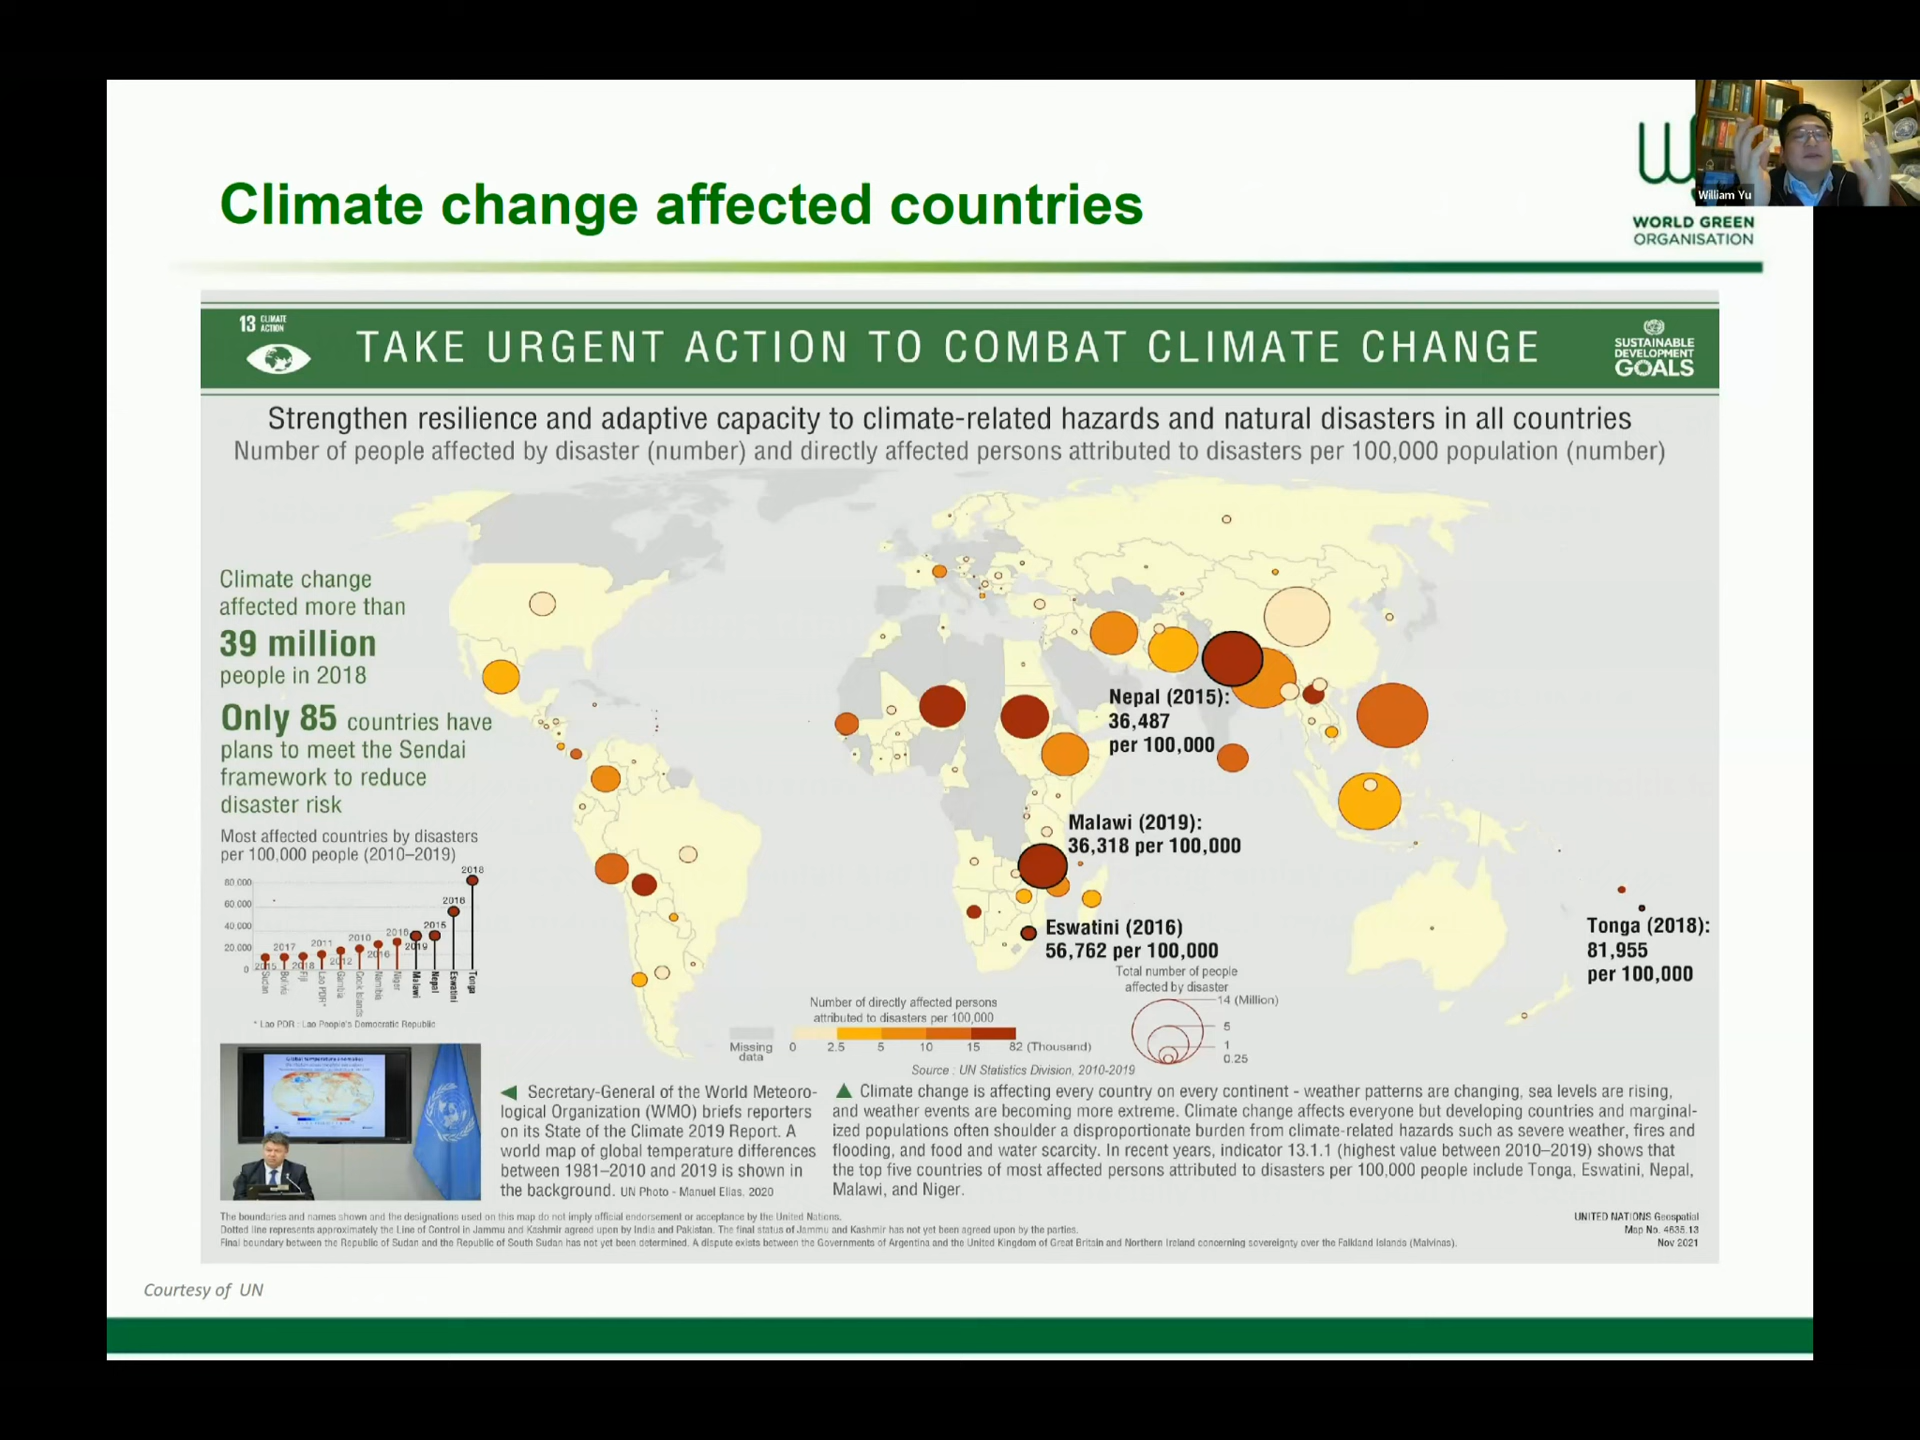 William Yu
WORLD GREEN
ORGANISATION
Climate change affected countries
13 CLIMATE
ACTION
TAKE URGENT ACTION TO COMBAT CLIMATE CHANGE
SUSTAINABLE
DEVELOPMENT
GOALS
Strengthen resilience and adaptive capacity to climate-related hazards and natural disasters in all countries
Number of people affected by disaster (number) and directly affected persons attributed to disasters per 100,000 population (number)
Climate change
affected more than
39 million
people in 2018
Only 85 countries have
plans to meet the Sendai
framework to reduce
disaster risk
Most affected countries by disasters
per 100,000 people (2010–2019)
80,000
60,000
40,000
20,000
0
2015
2017
2018
2011
2012
2010
2016
2010
2019
2015
2016
2018
Sudan
Bolivia
Fiji
Lao PDR*
Gambia
Cook Islands
Namibia
Niger
Malawi
Nepal
Eswatini
Tonga
* Lao PDR : Lao People's Democratic Republic
Nepal (2015):
36,487
per 100,000
Malawi (2019):
36,318 per 100,000
Eswatini (2016)
56,762 per 100,000
Tonga (2018):
81,955
per 100,000
Number of directly affected persons
attributed to disasters per 100,000
Missing
data
0 2.5 5 10 15 82 (Thousand)
Total number of people
affected by disaster
14 (Million)
5
1
0.25
Source : UN Statistics Division, 2010-2019
◀ Secretary-General of the World Meteoro-
logical Organization (WMO) briefs reporters
on its State of the Climate 2019 Report. A
world map of global temperature differences
between 1981–2010 and 2019 is shown in
the background. UN Photo - Manuel Elias, 2020
▲ Climate change is affecting every country on every continent - weather patterns are changing, sea levels are rising,
and weather events are becoming more extreme. Climate change affects everyone but developing countries and marginal-
ized populations often shoulder a disproportionate burden from climate-related hazards such as severe weather, fires and
flooding, and food and water scarcity. In recent years, indicator 13.1.1 (highest value between 2010–2019) shows that
the top five countries of most affected persons attributed to disasters per 100,000 people include Tonga, Eswatini, Nepal,
Malawi, and Niger.
The boundaries and names shown and the designations used on this map do not imply official endorsement or acceptance by the United Nations.
Dotted line represents approximately the Line of Control in Jammu and Kashmir agreed upon by India and Pakistan. The final status of Jammu and Kashmir has not yet been agreed upon by the parties.
Final boundary between the Republic of Sudan and the Republic of South Sudan has not yet been determined. A dispute exists between the Governments of Argentina and the United Kingdom of Great Britain and Northern Ireland concerning sovereignty over the Falkland Islands (Malvinas).
UNITED NATIONS Geospatial
Map No. 4635.13
Nov 2021
Courtesy of UN